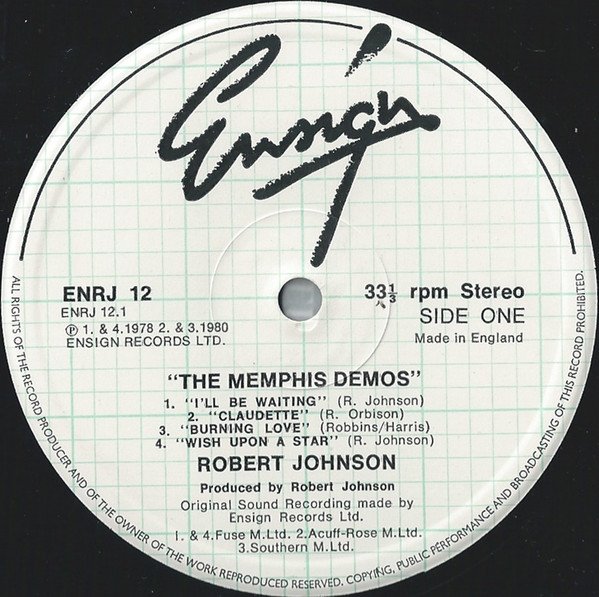 Ensign
ENRJ 12
ENRJ 12.1
℗ 1. & 4.1978 2. & 3.1980
ENSIGN RECORDS LTD.
33⅓ rpm Stereo
SIDE ONE
Made in England
"THE MEMPHIS DEMOS"
1. "I'LL BE WAITING" (R. Johnson)
2. "CLAUDETTE" (R. Orbison)
3. "BURNING LOVE" (Robbins/Harris)
4. "WISH UPON A STAR" (R. Johnson)
ROBERT JOHNSON
Produced by Robert Johnson
Original Sound Recording made by
Ensign Records Ltd.
1. & 4.Fuse M.Ltd. 2.Acuff-Rose M.Ltd.
3.Southern M.Ltd.
ALL RIGHTS OF THE RECORD PRODUCER AND OF THE OWNER OF THE WORK REPRODUCED RESERVED. COPYING, PUBLIC PERFORMANCE AND BROADCASTING OF THIS RECORD PROHIBITED.